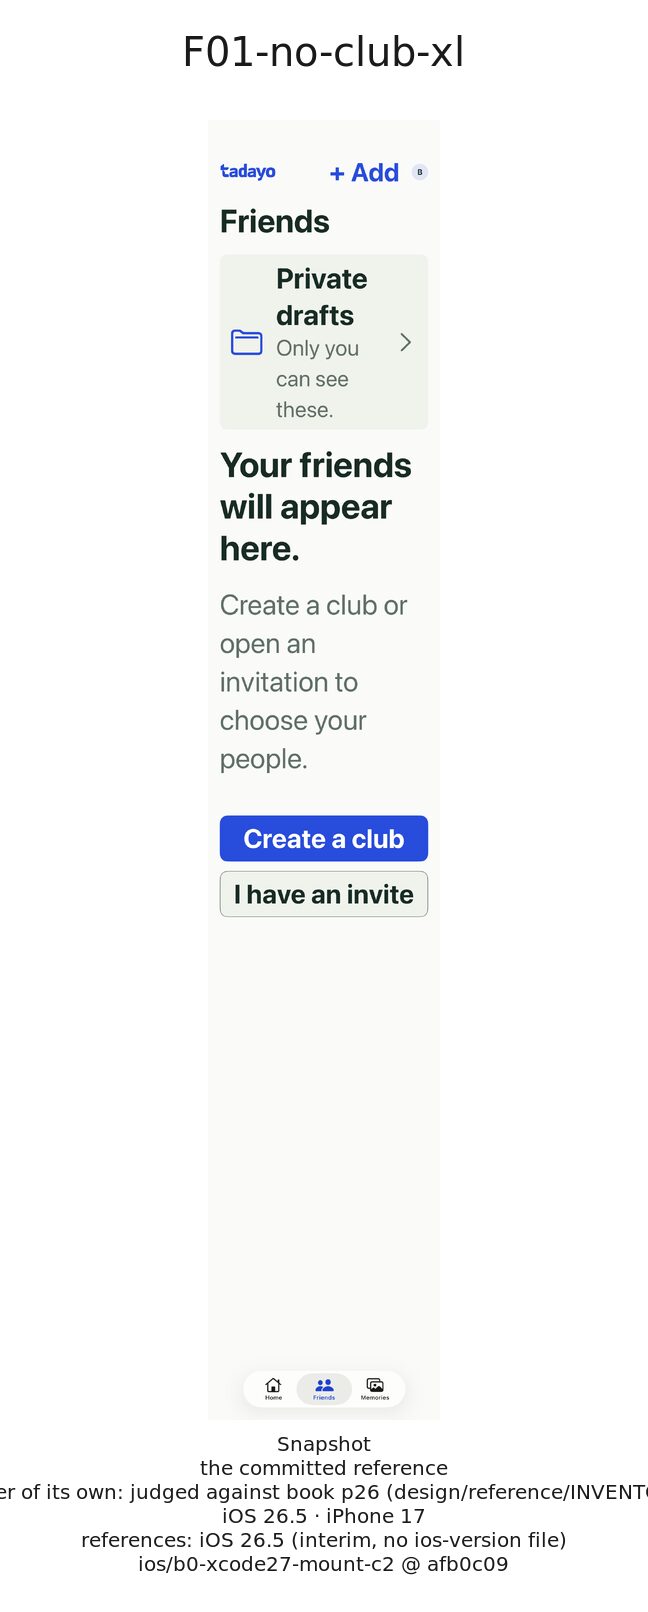 F01-no-club-xl
tadayo
+ Add
B
Friends
Private
drafts
Only you
can see
these.
Your friends
will appear
here.
Create a club or
open an
invitation to
choose your
people.
Create a club
I have an invite
Home
Friends
Memories
Snapshot
the committed reference
er of its own: judged against book p26 (design/reference/INVENTO
iOS 26.5 · iPhone 17
references: iOS 26.5 (interim, no ios-version file)
ios/b0-xcode27-mount-c2 @ afb0c09